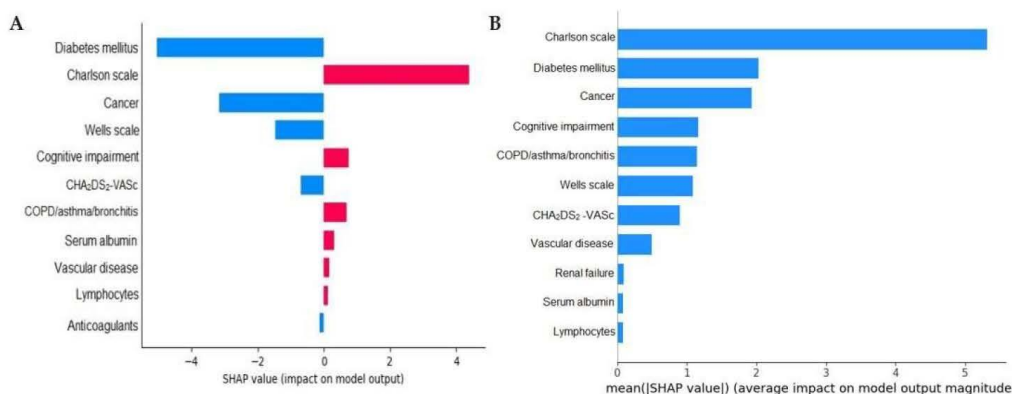 A
Diabetes mellitus
Charlson scale
Cancer
Wells scale
Cognitive impairment
CHA₂DS₂-VASc
COPD/asthma/bronchitis
Serum albumin
Vascular disease
Lymphocytes
Anticoagulants
−4 −2 0 2 4
SHAP value (impact on model output)
B
Charlson scale
Diabetes mellitus
Cancer
Cognitive impairment
COPD/asthma/bronchitis
Wells scale
CHA₂DS₂ -VASc
Vascular disease
Renal failure
Serum albumin
Lymphocytes
0 1 2 3 4 5
mean(|SHAP value|) (average impact on model output magnitude